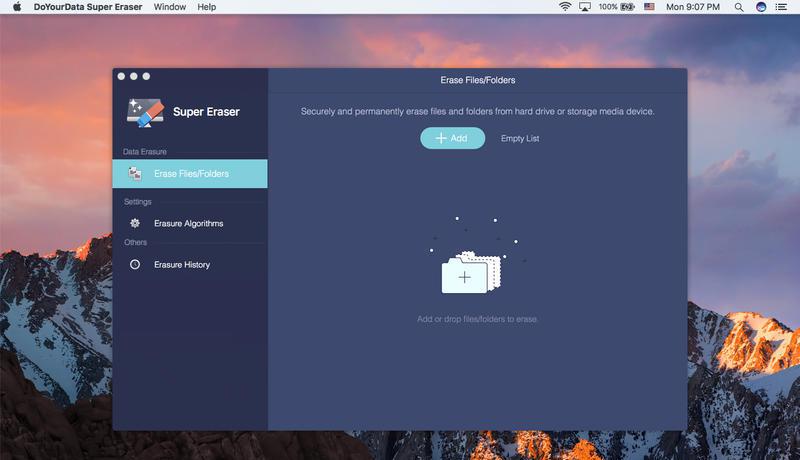 DoYourData Super Eraser Window Help 100% Mon 9:07 PM
Erase Files/Folders
Super Eraser
Securely and permanently erase files and folders from hard drive or storage media device.
Add Empty List
Data Erasure
Erase Files/Folders
Settings
Erasure Algorithms
Others
Erasure History
Add or drop files/folders to erase.